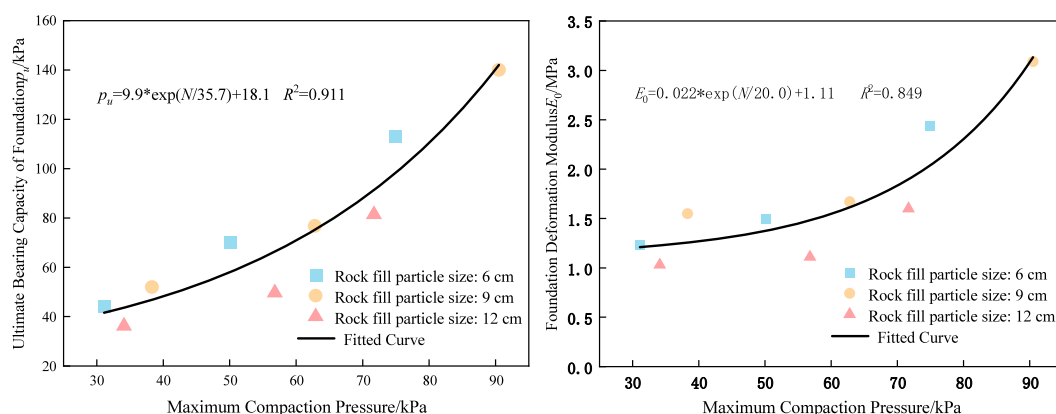 160
140
120
100
80
60
40
20
30 40 50 60 70 80 90
Ultimate Bearing Capacity of Foundationpu/kPa
Maximum Compaction Pressure/kPa
pu=9.9*exp(N/35.7)+18.1 R²=0.911
Rock fill particle size: 6 cm
Rock fill particle size: 9 cm
Rock fill particle size: 12 cm
Fitted Curve
3.5
3.0
2.5
2.0
1.5
1.0
0.5
0.0
30 40 50 60 70 80 90
Foundation Deformation ModulusE0/MPa
Maximum Compaction Pressure/kPa
E0=0.022*exp(N/20.0)+1.11 R²=0.849
Rock fill particle size: 6 cm
Rock fill particle size: 9 cm
Rock fill particle size: 12 cm
Fitted Curve